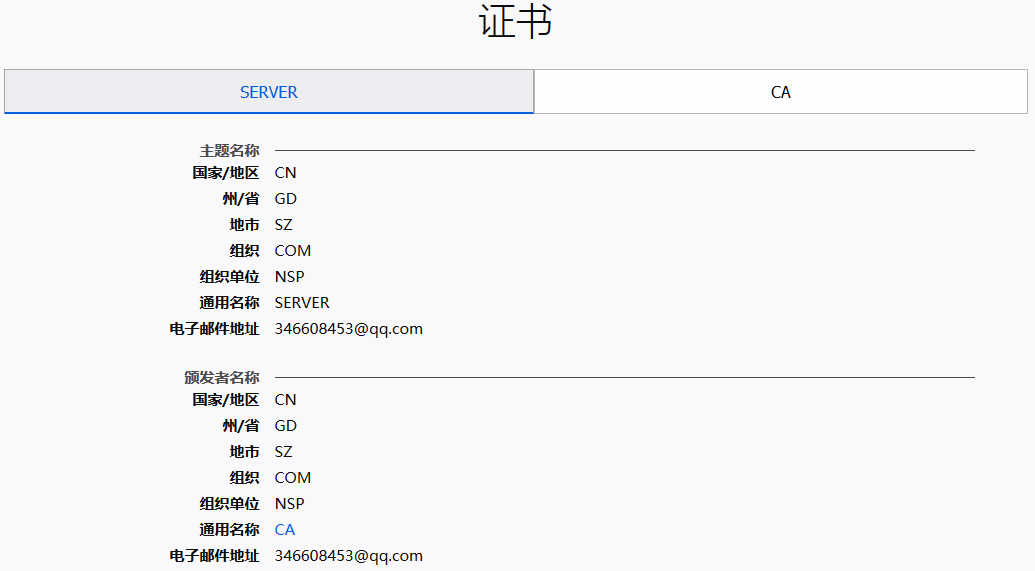 证书
SERVER CA
主题名称
国家/地区 CN
州/省 GD
地市 SZ
组织 COM
组织单位 NSP
通用名称 SERVER
电子邮件地址 346608453@qq.com
颁发者名称
国家/地区 CN
州/省 GD
地市 SZ
组织 COM
组织单位 NSP
通用名称 CA
电子邮件地址 346608453@qq.com